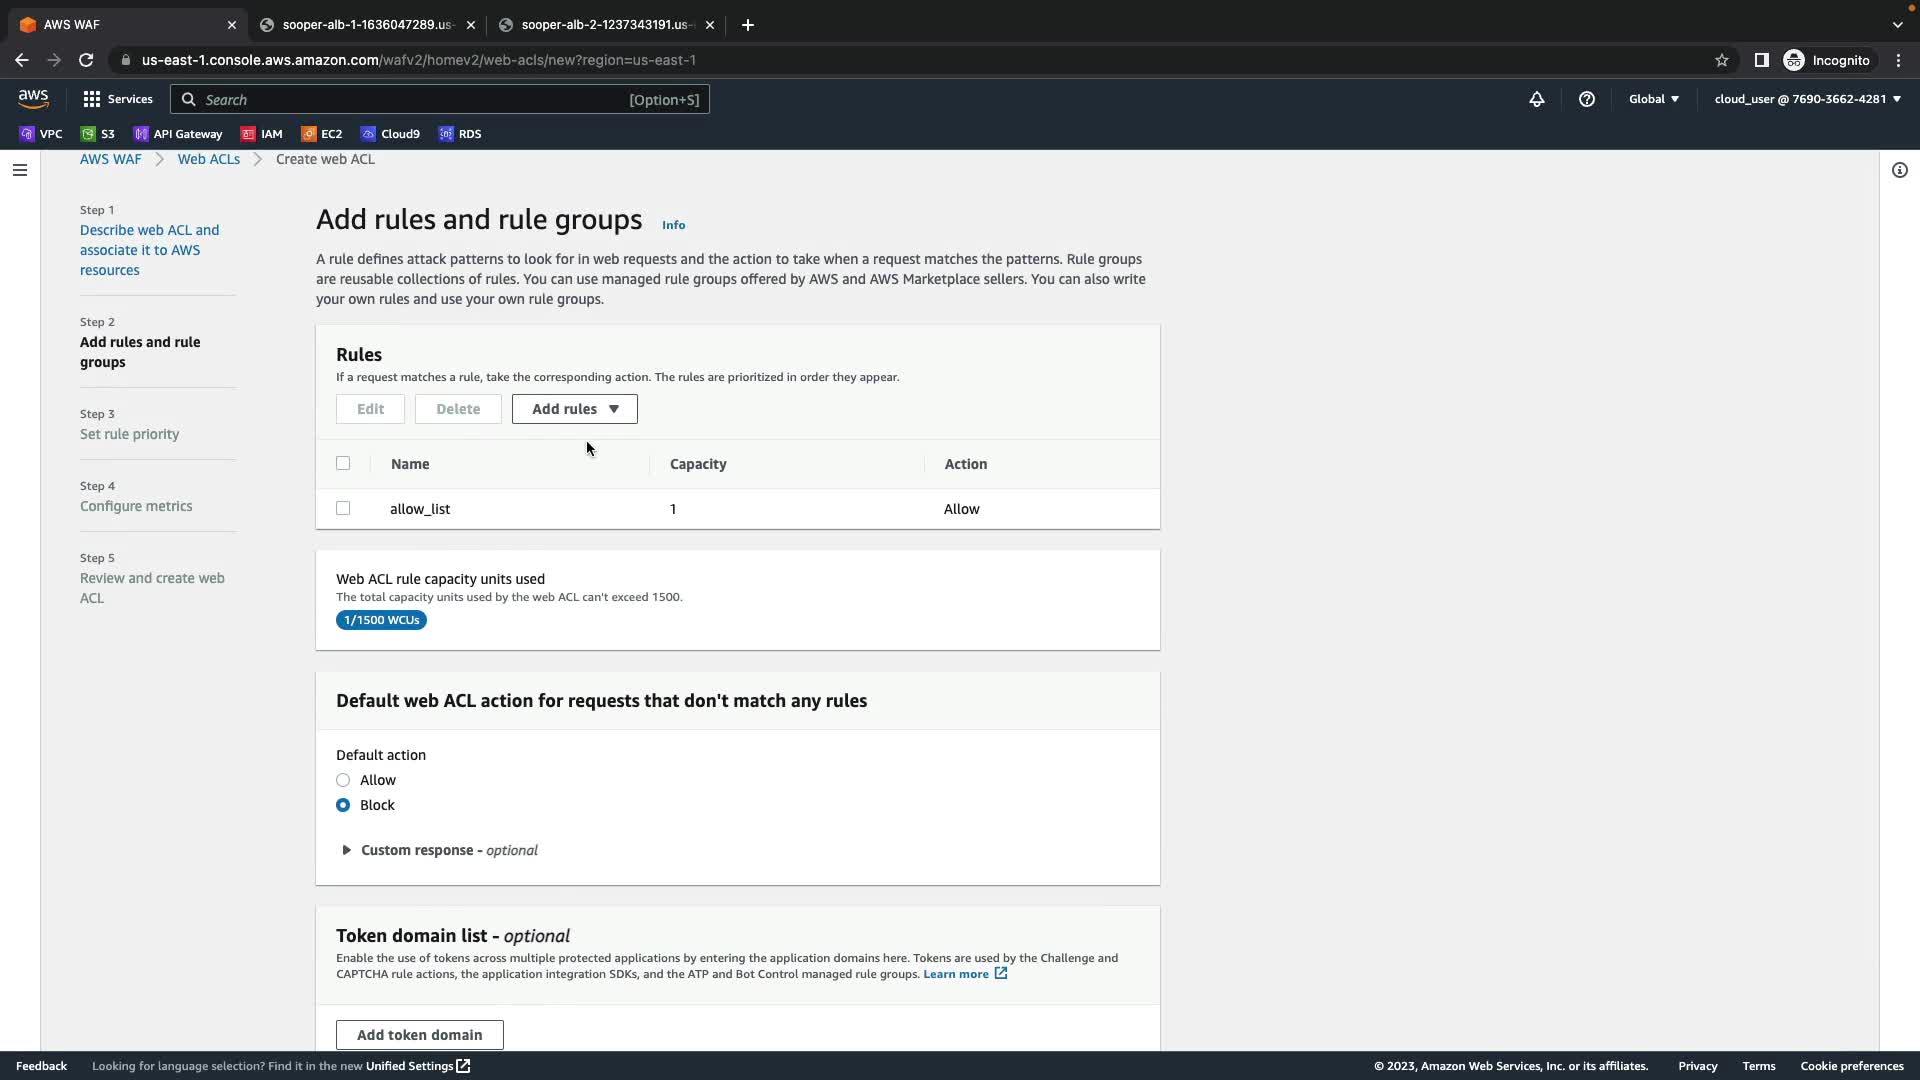 AWS WAF
sooper-alb-1-1636047289.us-
sooper-alb-2-1237343191.us-
us-east-1.console.aws.amazon.com/wafv2/homev2/web-acls/new?region=us-east-1
Incognito
aws
Services
Search
[Option+S]
Global
cloud_user @ 7690-3662-4281
VPC
S3
API Gateway
IAM
EC2
Cloud9
RDS
AWS WAF
Web ACLs
Create web ACL
Step 1
Describe web ACL and
associate it to AWS
resources
Step 2
Add rules and rule
groups
Step 3
Set rule priority
Step 4
Configure metrics
Step 5
Review and create web
ACL
Add rules and rule groups
Info
A rule defines attack patterns to look for in web requests and the action to take when a request matches the patterns. Rule groups
are reusable collections of rules. You can use managed rule groups offered by AWS and AWS Marketplace sellers. You can also write
your own rules and use your own rule groups.
Rules
If a request matches a rule, take the corresponding action. The rules are prioritized in order they appear.
Edit
Delete
Add rules
Name
Capacity
Action
allow_list
1
Allow
Web ACL rule capacity units used
The total capacity units used by the web ACL can't exceed 1500.
1/1500 WCUs
Default web ACL action for requests that don't match any rules
Default action
Allow
Block
Custom response - optional
Token domain list - optional
Enable the use of tokens across multiple protected applications by entering the application domains here. Tokens are used by the Challenge and
CAPTCHA rule actions, the application integration SDKs, and the ATP and Bot Control managed rule groups. Learn more
Add token domain
Feedback
Looking for language selection? Find it in the new Unified Settings
© 2023, Amazon Web Services, Inc. or its affiliates.
Privacy
Terms
Cookie preferences